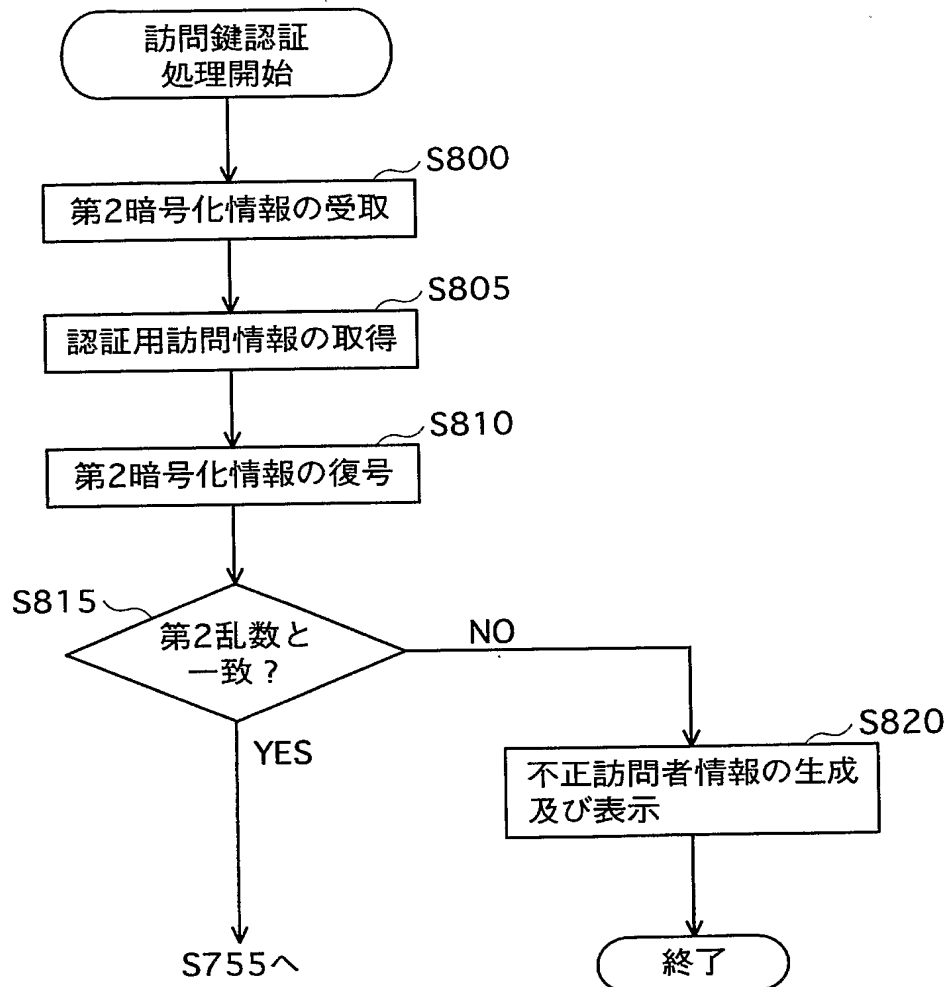 訪問鍵認証
処理開始
S800
第2暗号化情報の受取
S805
認証用訪問情報の取得
S810
第2暗号化情報の復号
S815
第2乱数と
一致?
NO
YES
S820
不正訪問者情報の生成
及び表示
S755へ
終了